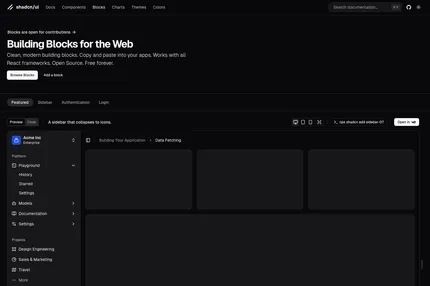 shadcn/ui Docs Components Blocks Charts Themes Colors
Search documentation... ⌘K
Blocks are open for contributions →
Building Blocks for the Web
Clean, modern building blocks. Copy and paste into your apps. Works with all
React frameworks. Open Source. Free forever.
Browse Blocks Add a block
Featured Sidebar Authentication Login
Preview Code A sidebar that collapses to icons.
npx shadcn add sidebar-07
Open in v0
Acme Inc
Enterprise
Building Your Application > Data Fetching
Platform
Playground
History
Starred
Settings
Models
Documentation
Settings
Projects
Design Engineering
Sales & Marketing
Travel
More